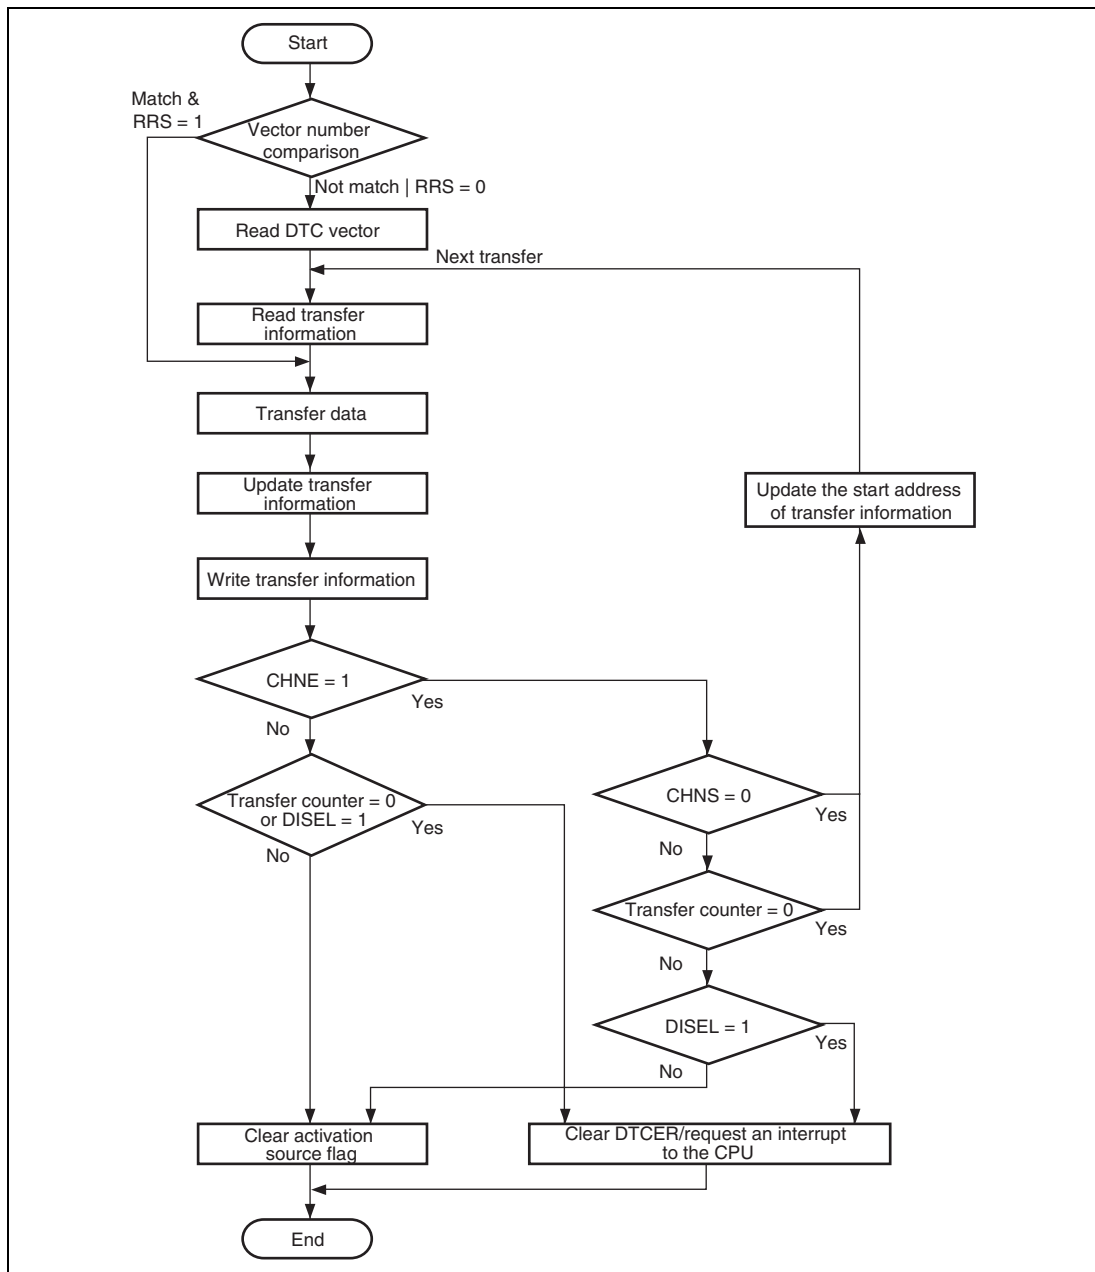 Start
Match &
RRS = 1
Vector number
comparison
Not match | RRS = 0
Read DTC vector
Next transfer
Read transfer
information
Transfer data
Update transfer
information
Update the start address
of transfer information
Write transfer information
CHNE = 1
Yes
No
Transfer counter = 0
or DISEL = 1
Yes
No
CHNS = 0
Yes
No
Transfer counter = 0
Yes
No
DISEL = 1
Yes
No
Clear activation
source flag
Clear DTCER/request an interrupt
to the CPU
End